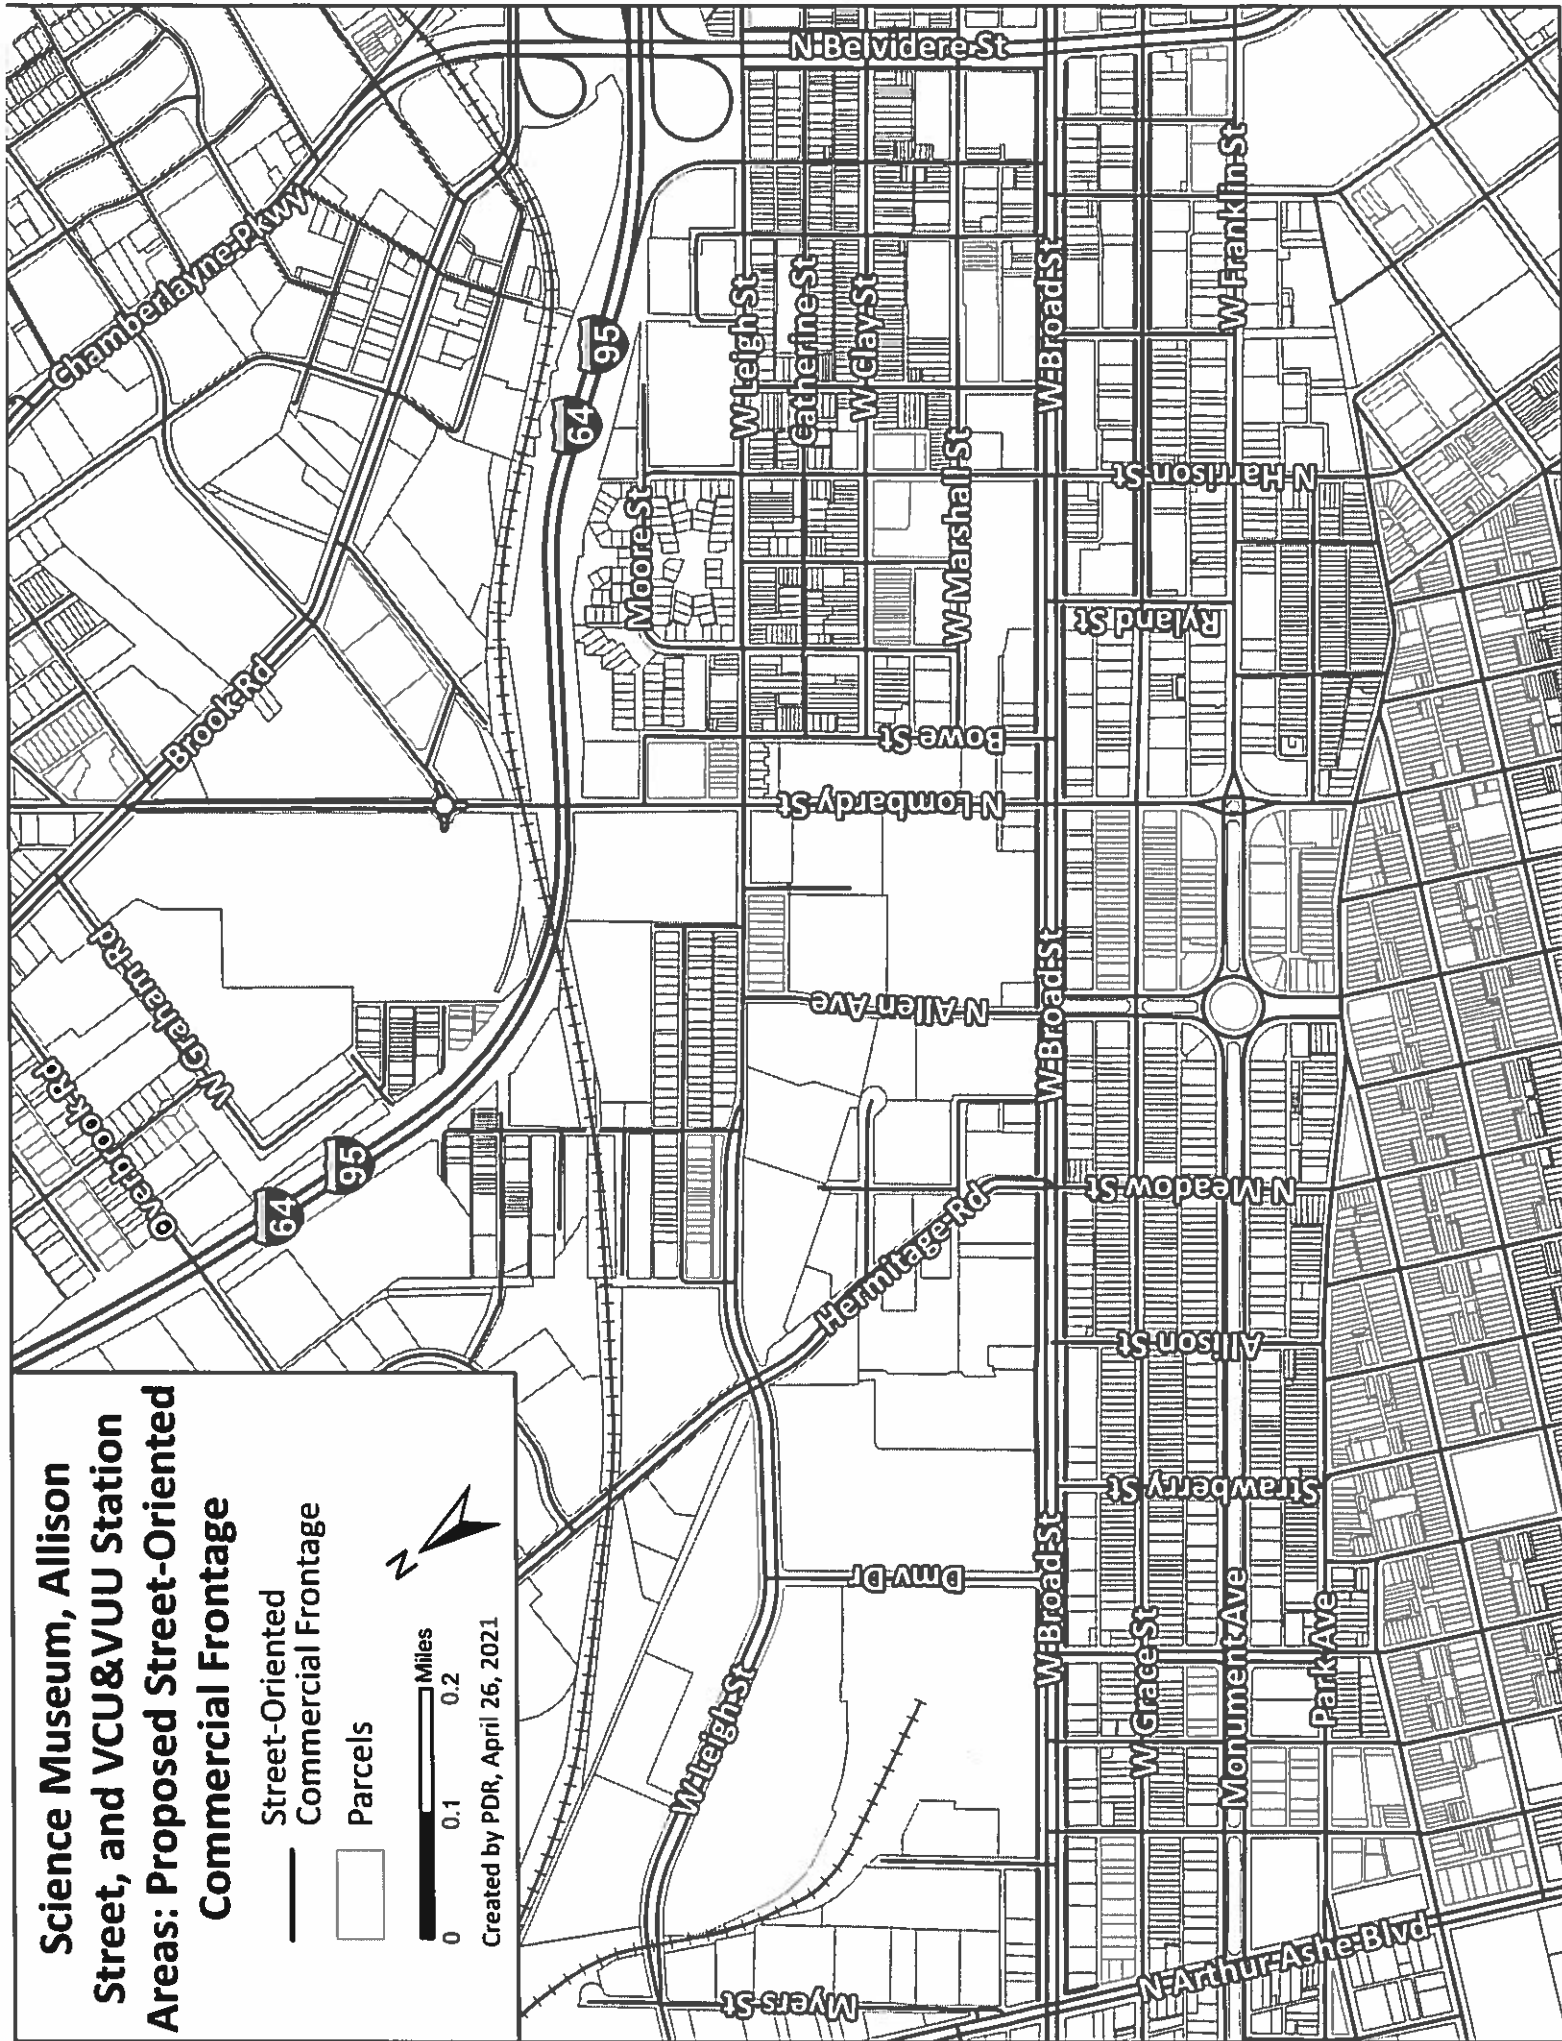 Science Museum, Allison
Street, and VCU&VUU Station
Areas: Proposed Street-Oriented
Commercial Frontage
Street-Oriented
Commercial Frontage
Parcels
0
0.1
0.2
Miles
Created by PDR, April 26, 2021
N
Overbrook-Rd
W-Graham-Rd
Brook-Rd
Chamberlayne-Pkwy
64
95
64
95
Moore-St
W-Leigh-St
Catherine-St
W-Clay-St
W-Marshall-St
N-Belvidere-St
Bowe-St
N-Lombardy-St
N Allen Ave
Hermitage-Rd
W-Leigh-St
Dmv-Dr
Myers-St
W-Broad-St
W-Broad-St
W-Broad-St
N-Arthur-Ashe-Blvd
W-Grace-St
Monument-Ave
Park-Ave
Strawberry-St
Allison-St
N-Meadow-St
Ryland-St
N-Harrison-St
W-Franklin-St